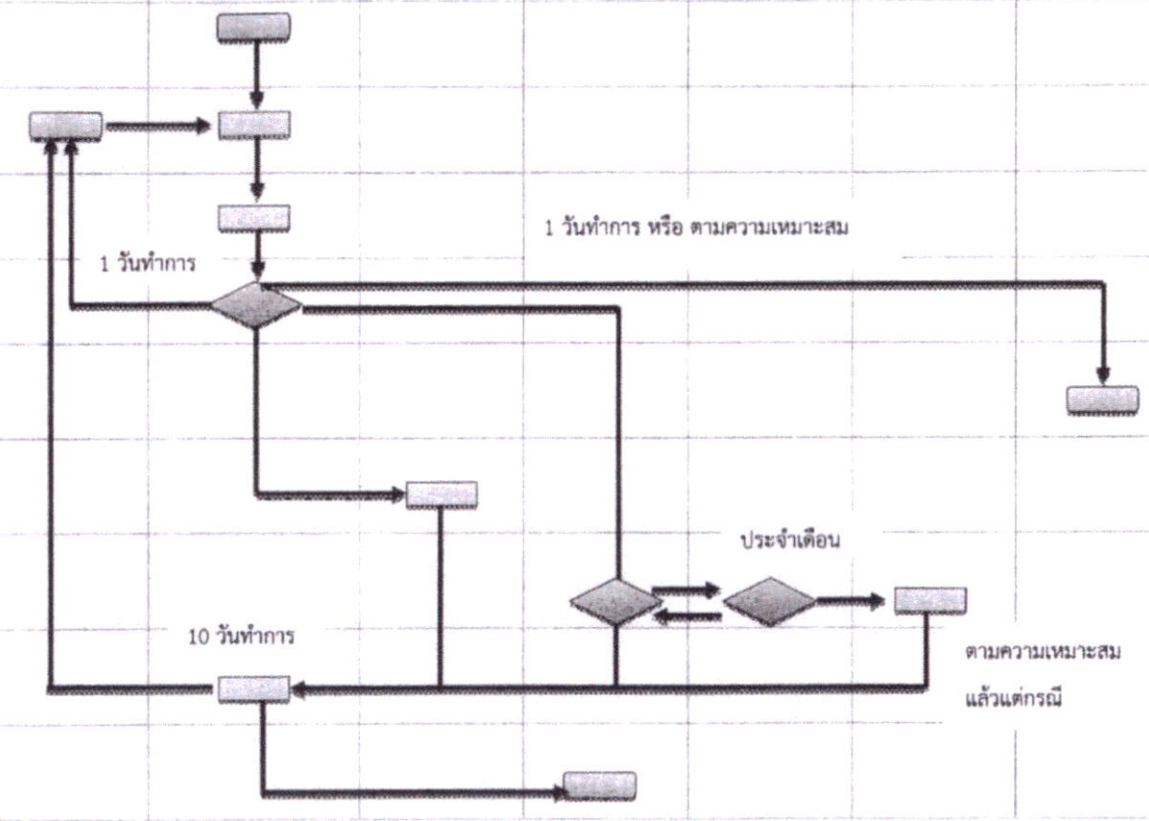 1 วันทำการ หรือ ตามความเหมาะสม
1 วันทำการ
ประจำเดือน
10 วันทำการ
ตามความเหมาะสม
แล้วแต่กรณี